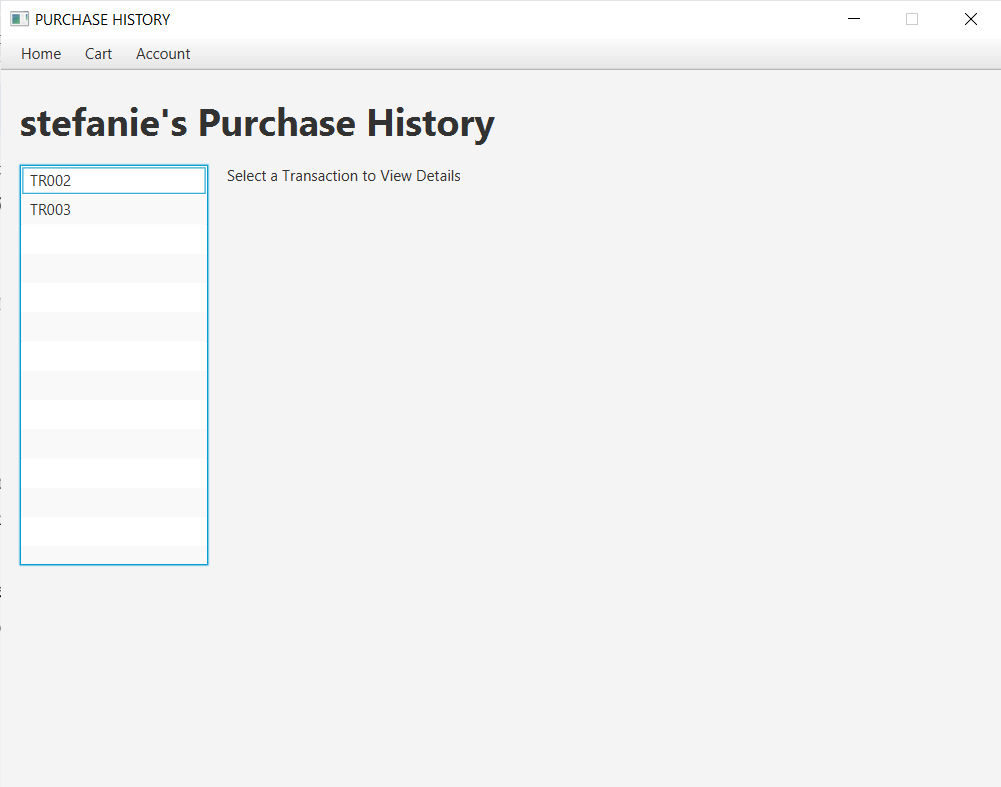 PURCHASE HISTORY
Home Cart Account
stefanie's Purchase History
TR002
TR003
Select a Transaction to View Details